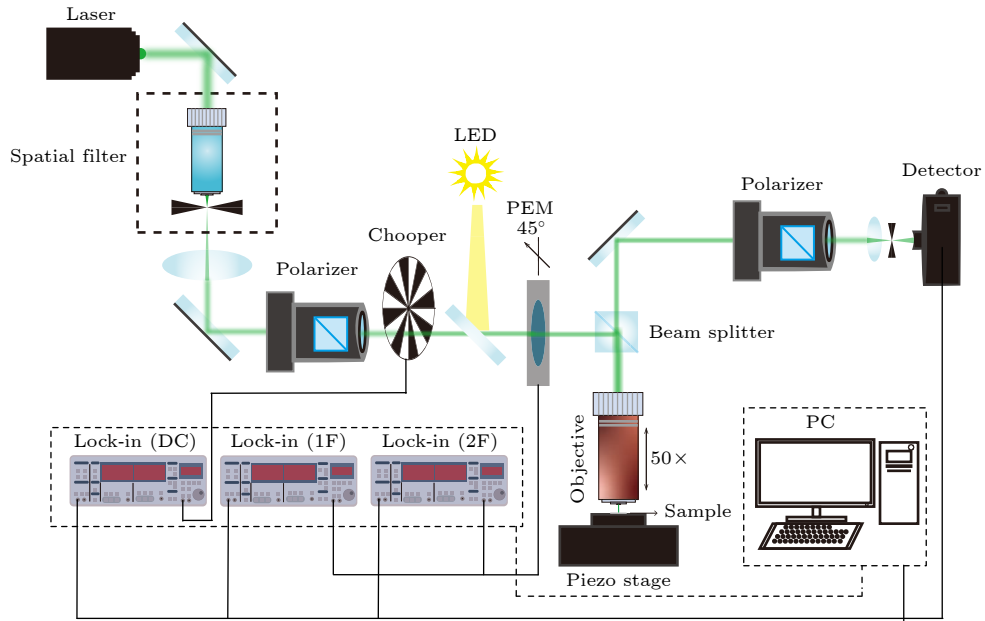 Laser
Spatial filter
LED
Detector
Polarizer
PEM
45°
Chooper
Polarizer
Beam splitter
Lock-in (DC)
Lock-in (1F)
Lock-in (2F)
Objective
50×
PC
Sample
Piezo stage